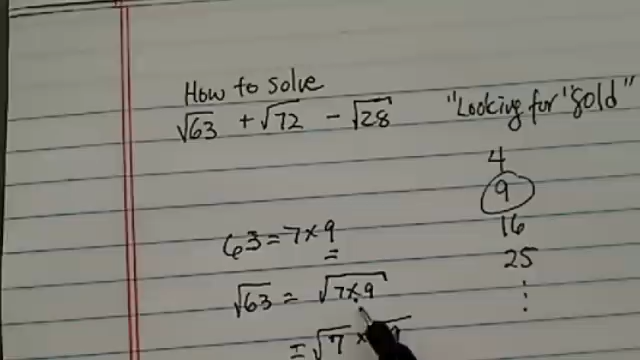 How to solve
√63 + √72 - √28
"Looking for "gold"
4
9
16
25
⋮
63 = 7×9
√63 = √7×9
= √7 ×